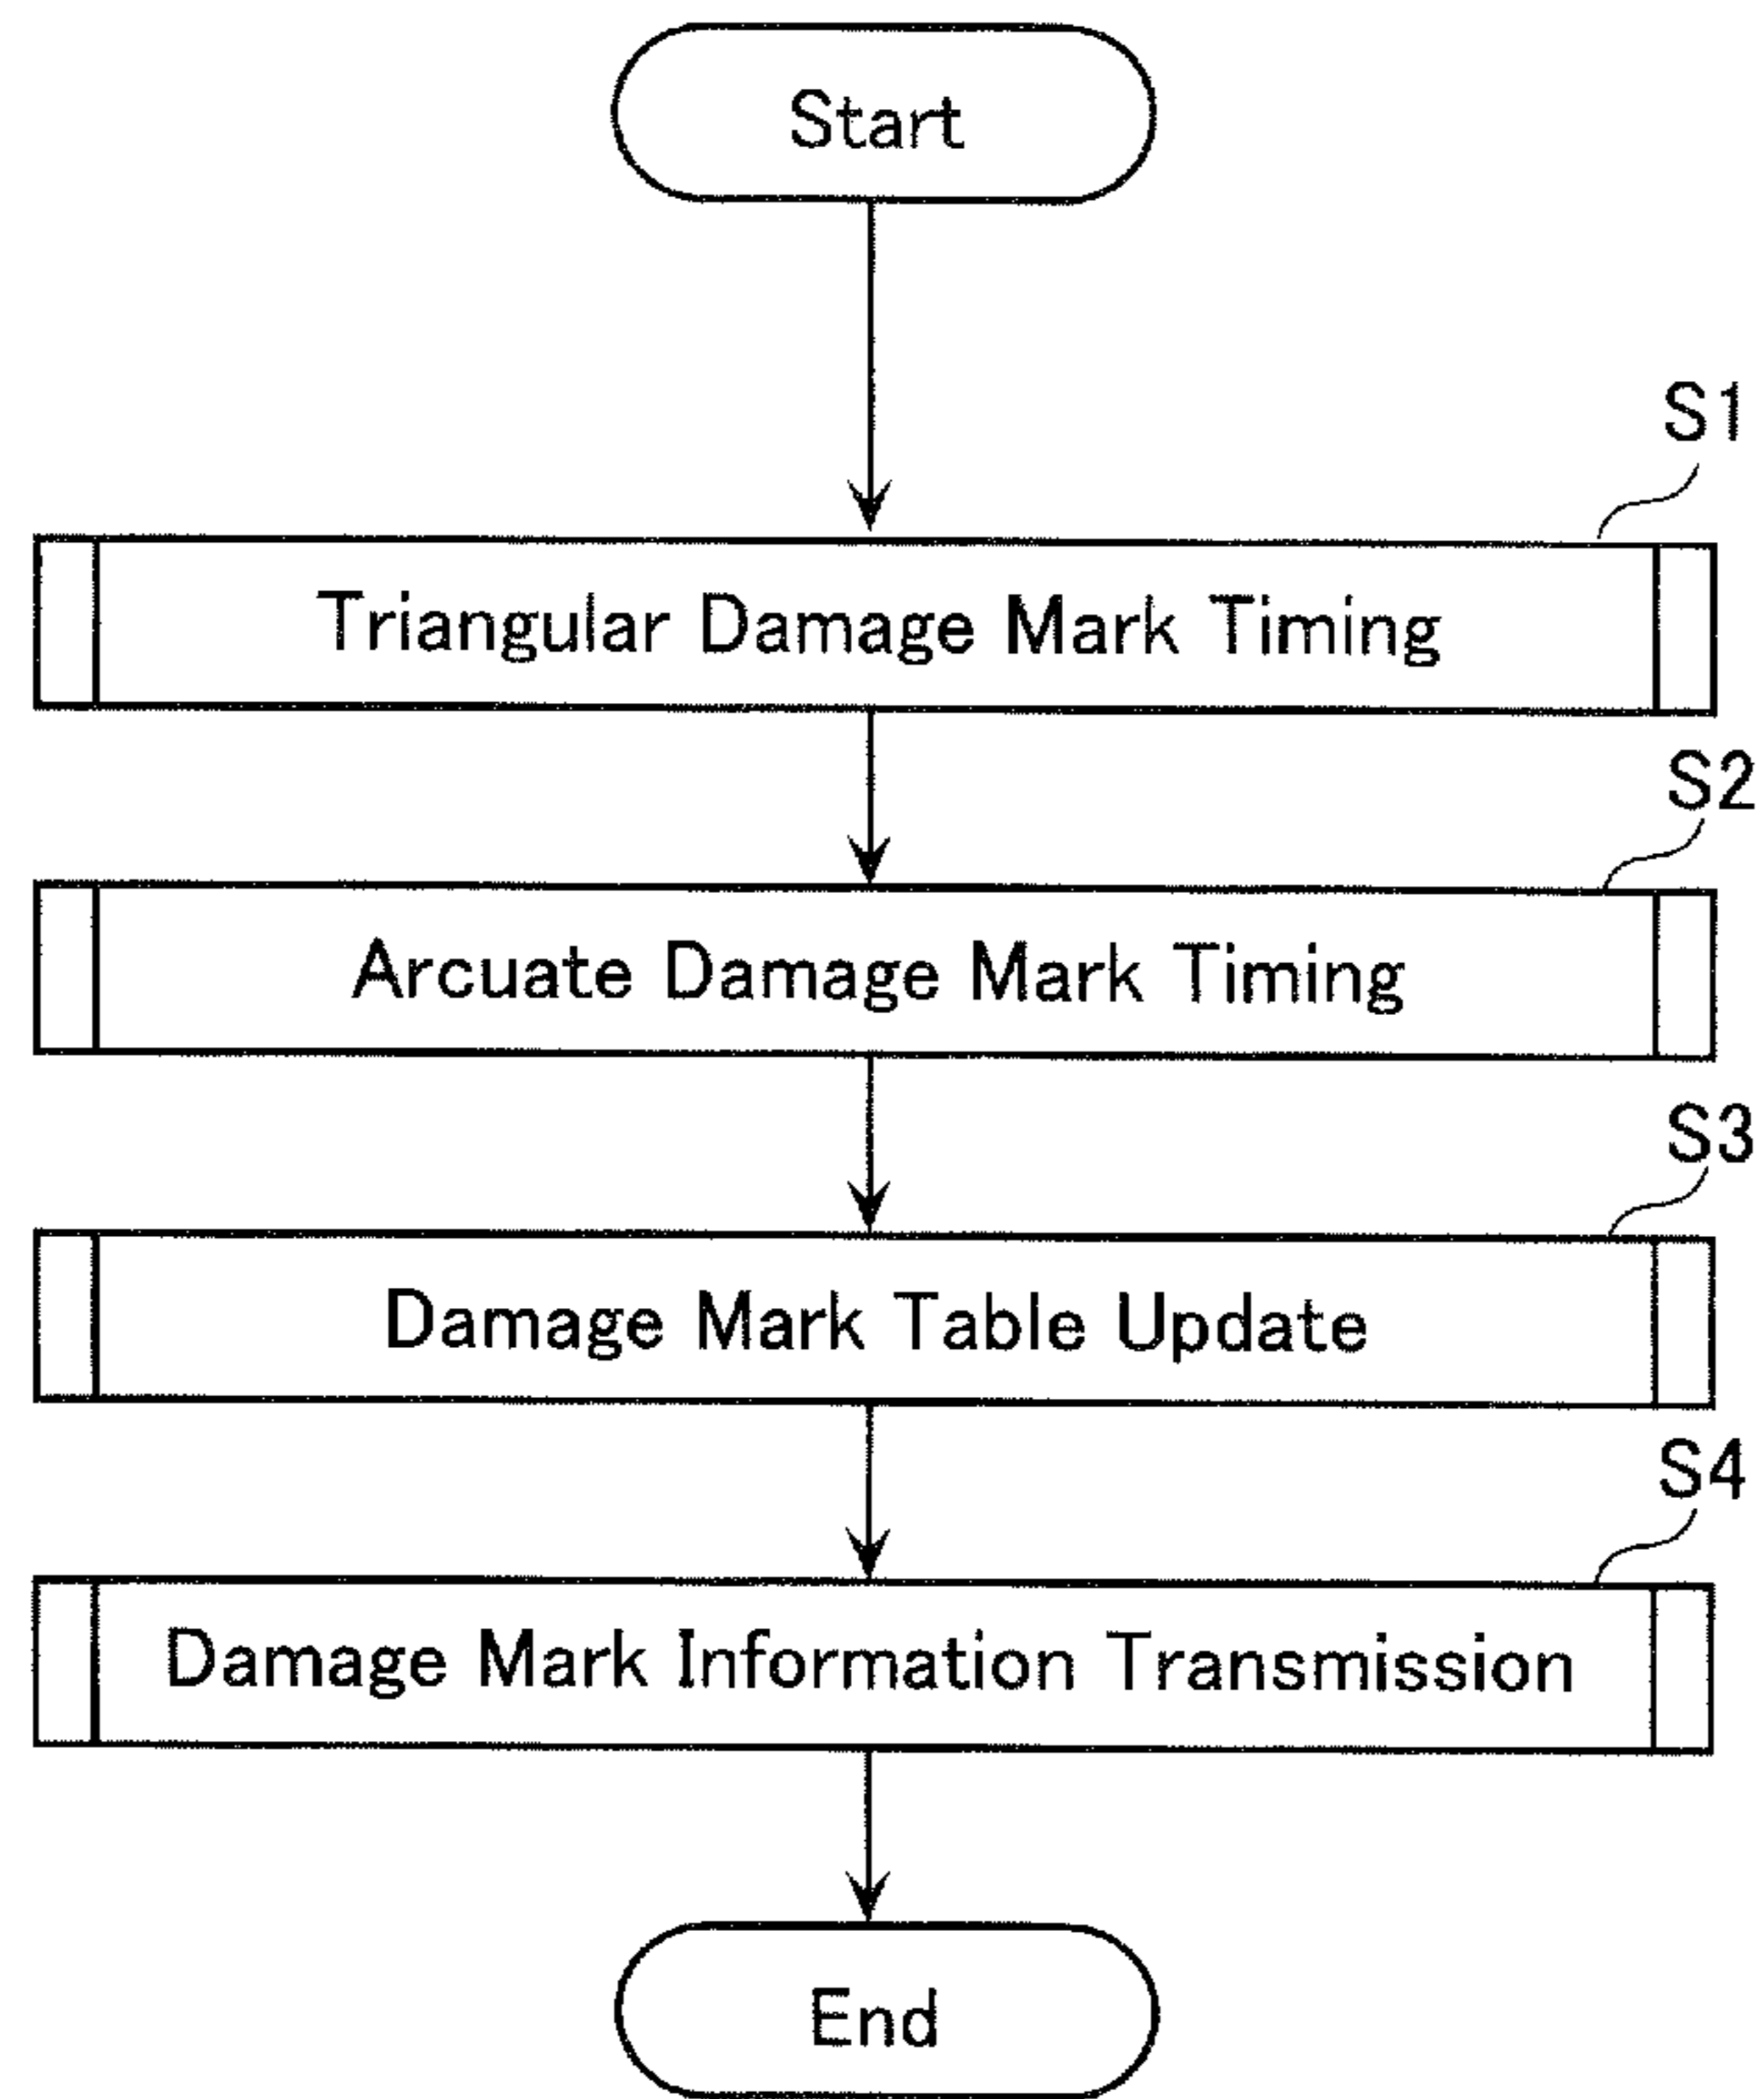 Start
S1
Triangular Damage Mark Timing
S2
Arcuate Damage Mark Timing
S3
Damage Mark Table Update
S4
Damage Mark Information Transmission
End